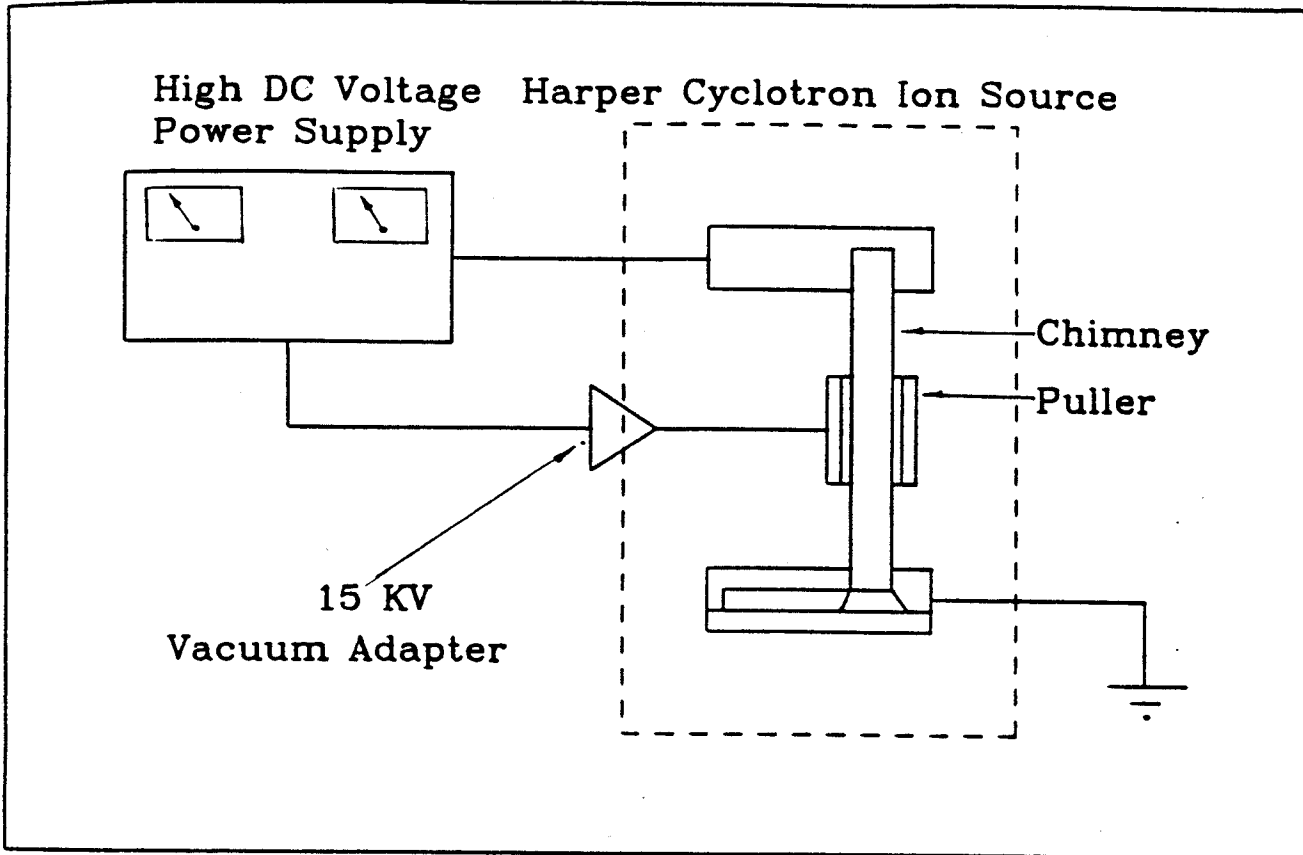 High DC Voltage
Power Supply
Harper Cyclotron Ion Source
Chimney
Puller
15 KV
Vacuum Adapter